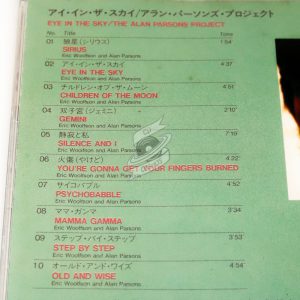 アイ・イン・ザ・スカイ/アラン・パーソンズ・プロジェクト
EYE IN THE SKY/THE ALAN PARSONS PROJECT
No. Title Time
01 狼星(シリウス) 1'54
SIRIUS
Eric Woolfson and Alan Parsons
02 アイ・イン・ザ・スカイ 4'37
EYE IN THE SKY
Eric Woolfson and Alan Parsons
03 チルドレン・オブ・ザ・ムーン 4'51
CHILDREN OF THE MOON
Eric Woolfson and Alan Parsons
04 双子宮(ジェミニ) 2'10
GEMINI
Eric Woolfson and Alan Parsons
05 静寂と私 7'19
SILENCE AND I
Eric Woolfson and Alan Parsons
06 火傷(やけど) 4'22
YOU'RE GONNA GET YOUR FINGERS BURNED
Eric Woolfson and Alan Parsons
07 サイコバブル 4'52
PSYCHOBABBLE
Eric Woolfson and Alan Parsons
08 ママ・ガンマ 3'34
MAMMA GAMMA
Eric Woolfson and Alan Parsons
09 ステップ・バイ・ステップ 3'53
STEP BY STEP
Eric Woolfson and Alan Parsons
10 オールド・アンド・ワイズ 4'54
OLD AND WISE
Eric Woolfson and Alan Parsons